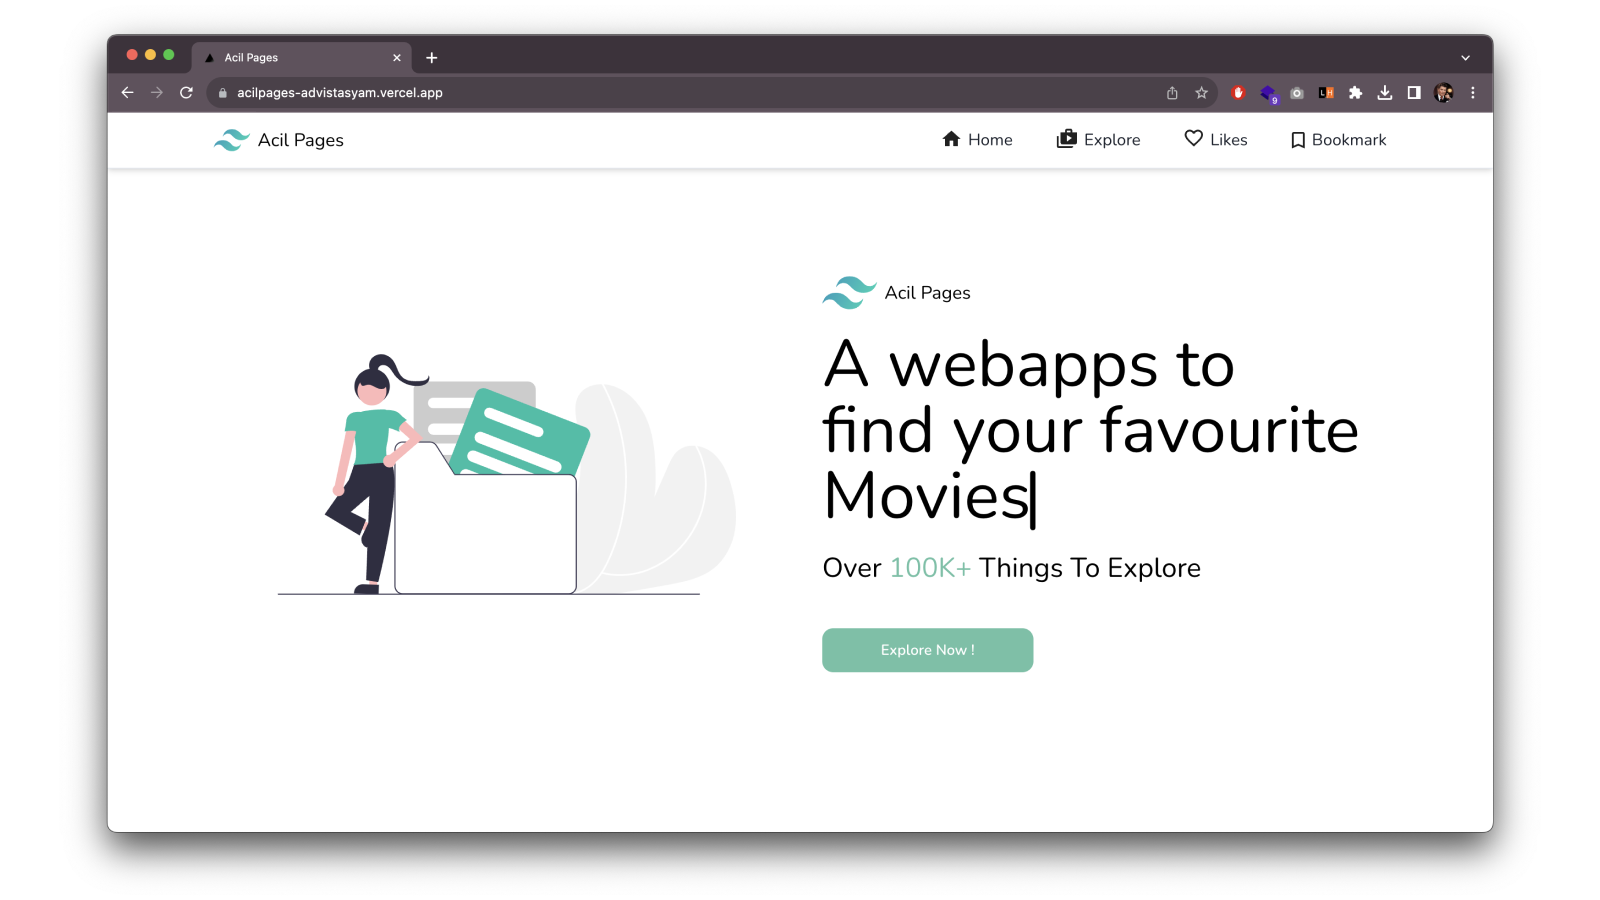 Acil Pages
acilpages-advistasyam.vercel.app
9
L H
Acil Pages
Home
Explore
Likes
Bookmark
Acil Pages
A webapps to
find your favourite
Movies
Over 100K+ Things To Explore
Explore Now !